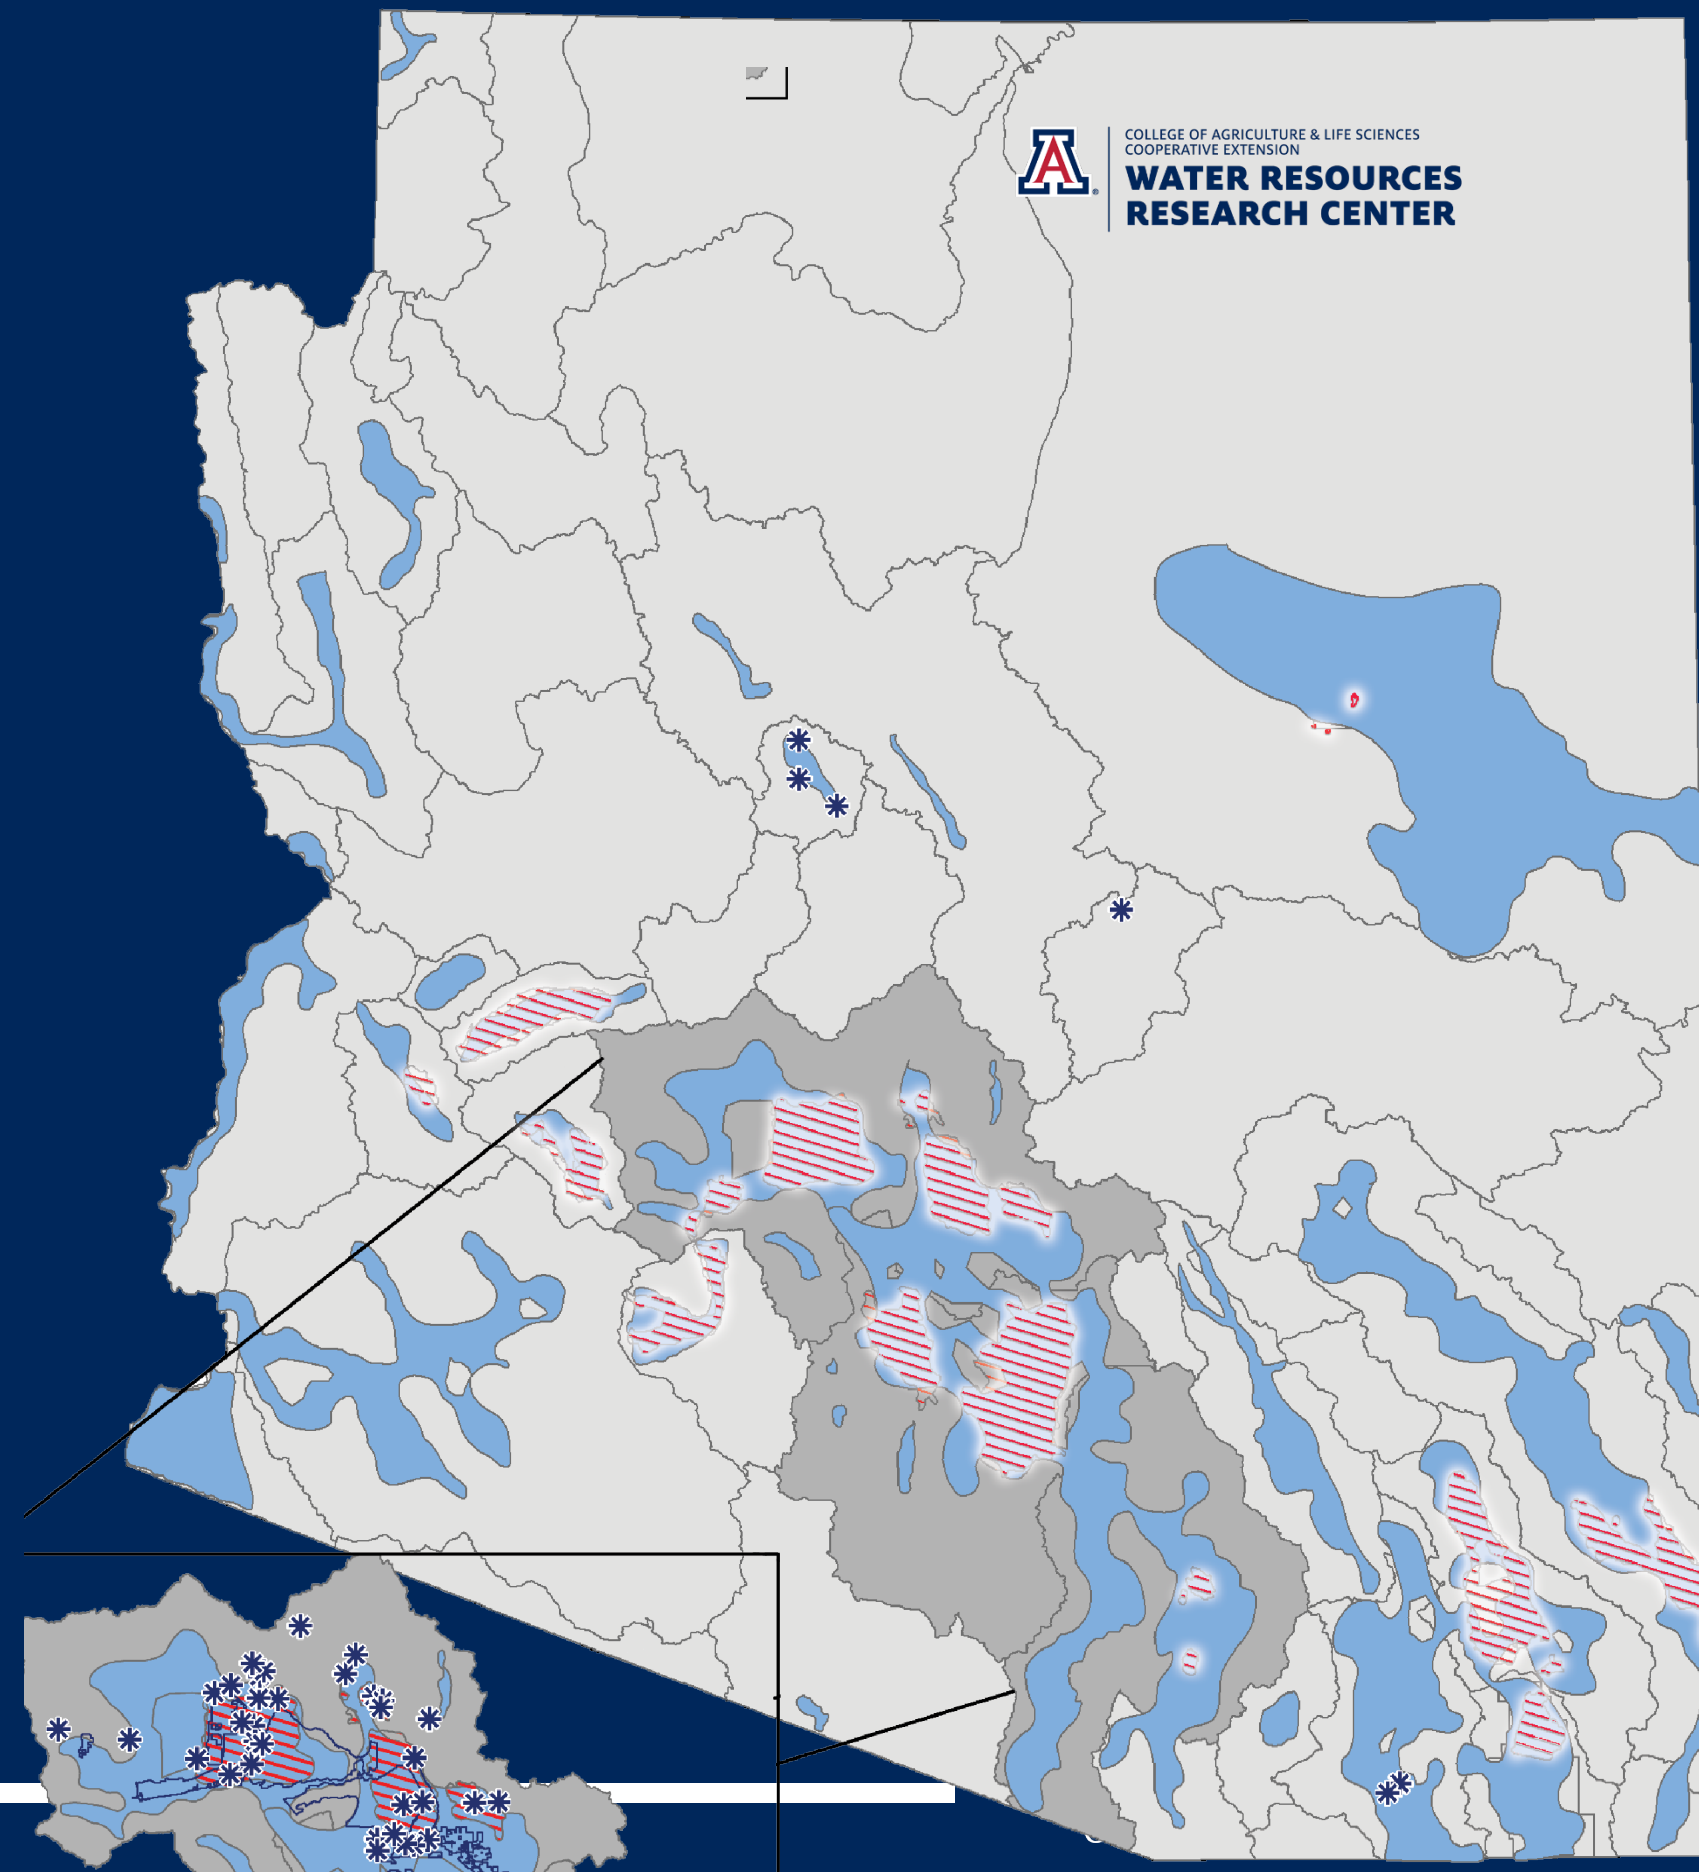 COLLEGE OF AGRICULTURE & LIFE SCIENCES
COOPERATIVE EXTENSION
WATER RESOURCES
RESEARCH CENTER